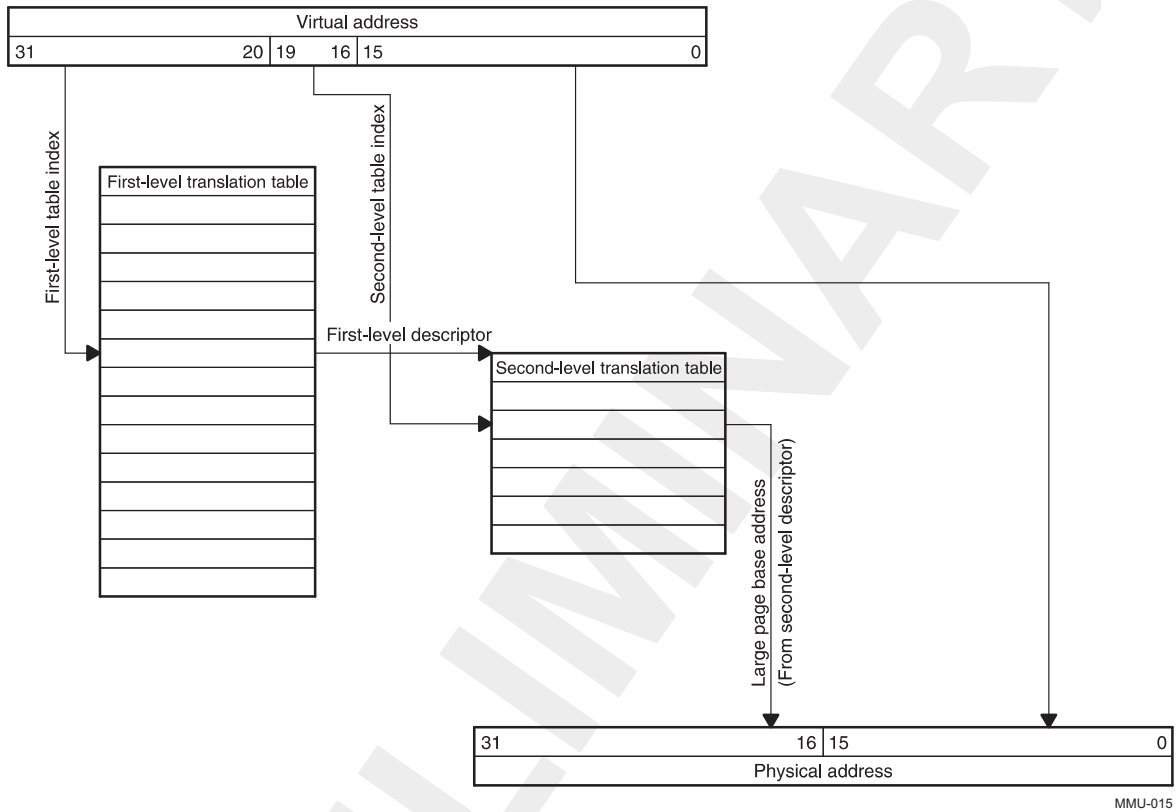 Virtual address
31 20 19 16 15 0
First-level table index
Second-level table index
First-level translation table
First-level descriptor
Second-level translation table
Large page base address
(From second-level descriptor)
31 16 15 0
Physical address
MMU-015
LIMINARY